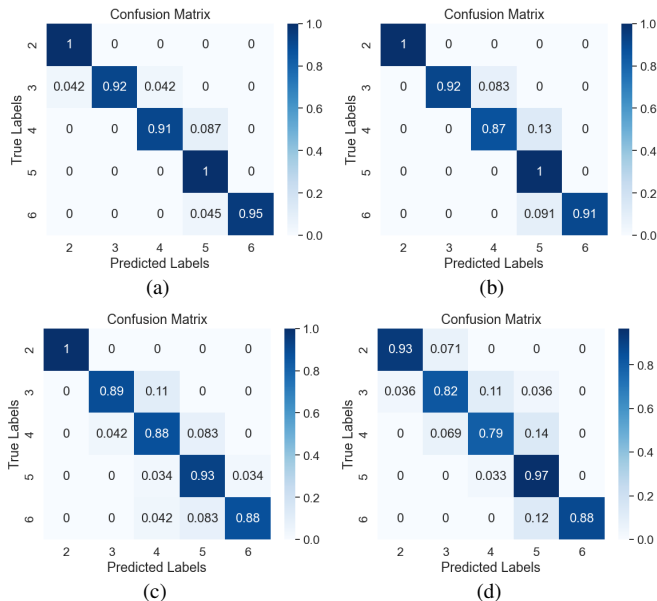 Confusion Matrix Confusion Matrix
1.0 1.0
2 1 0 0 0 0 2 1 0 0 0 0
0.8 0.8
3 0.042 0.92 0.042 0 0 3 0 0.92 0.083 0 0
0.6 0.6
True Labels 4 0 0 0.91 0.087 0 True Labels 4 0 0 0.87 0.13 0
0.4 0.4
5 0 0 0 1 0 5 0 0 0 1 0
0.2 0.2
6 0 0 0 0.045 0.95 6 0 0 0 0.091 0.91
0.0 0.0
2 3 4 5 6 2 3 4 5 6
Predicted Labels Predicted Labels
(a) (b)
Confusion Matrix Confusion Matrix
1.0
2 1 0 0 0 0 2 0.93 0.071 0 0 0
0.8 0.8
3 0 0.89 0.11 0 0 3 0.036 0.82 0.11 0.036 0
0.6 0.6
True Labels 4 0 0.042 0.88 0.083 0 True Labels 4 0 0.069 0.79 0.14 0
0.4 0.4
5 0 0 0.034 0.93 0.034 5 0 0 0.033 0.97 0
0.2 0.2
6 0 0 0.042 0.083 0.88 6 0 0 0 0.12 0.88
0.0 0.0
2 3 4 5 6 2 3 4 5 6
Predicted Labels Predicted Labels
(c) (d)